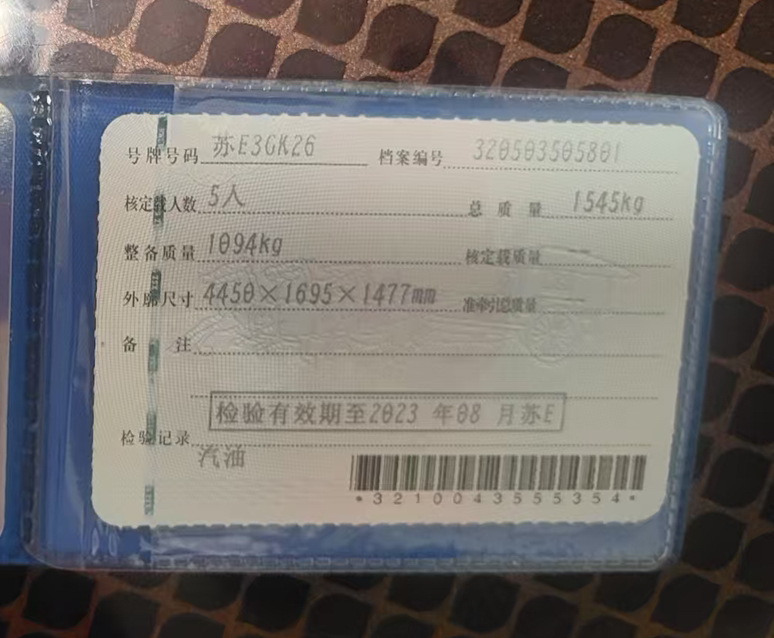 号牌号码 苏E3GK26 档案编号 320503505801
核定载人数 5人 总质量 1545kg
整备质量 1094kg 核定载质量 --
外廓尺寸 4450×1695×1477mm 准牵引总质量 --
备注
检验有效期至2023 年08 月苏E
检验记录
汽油
*3210043555354*